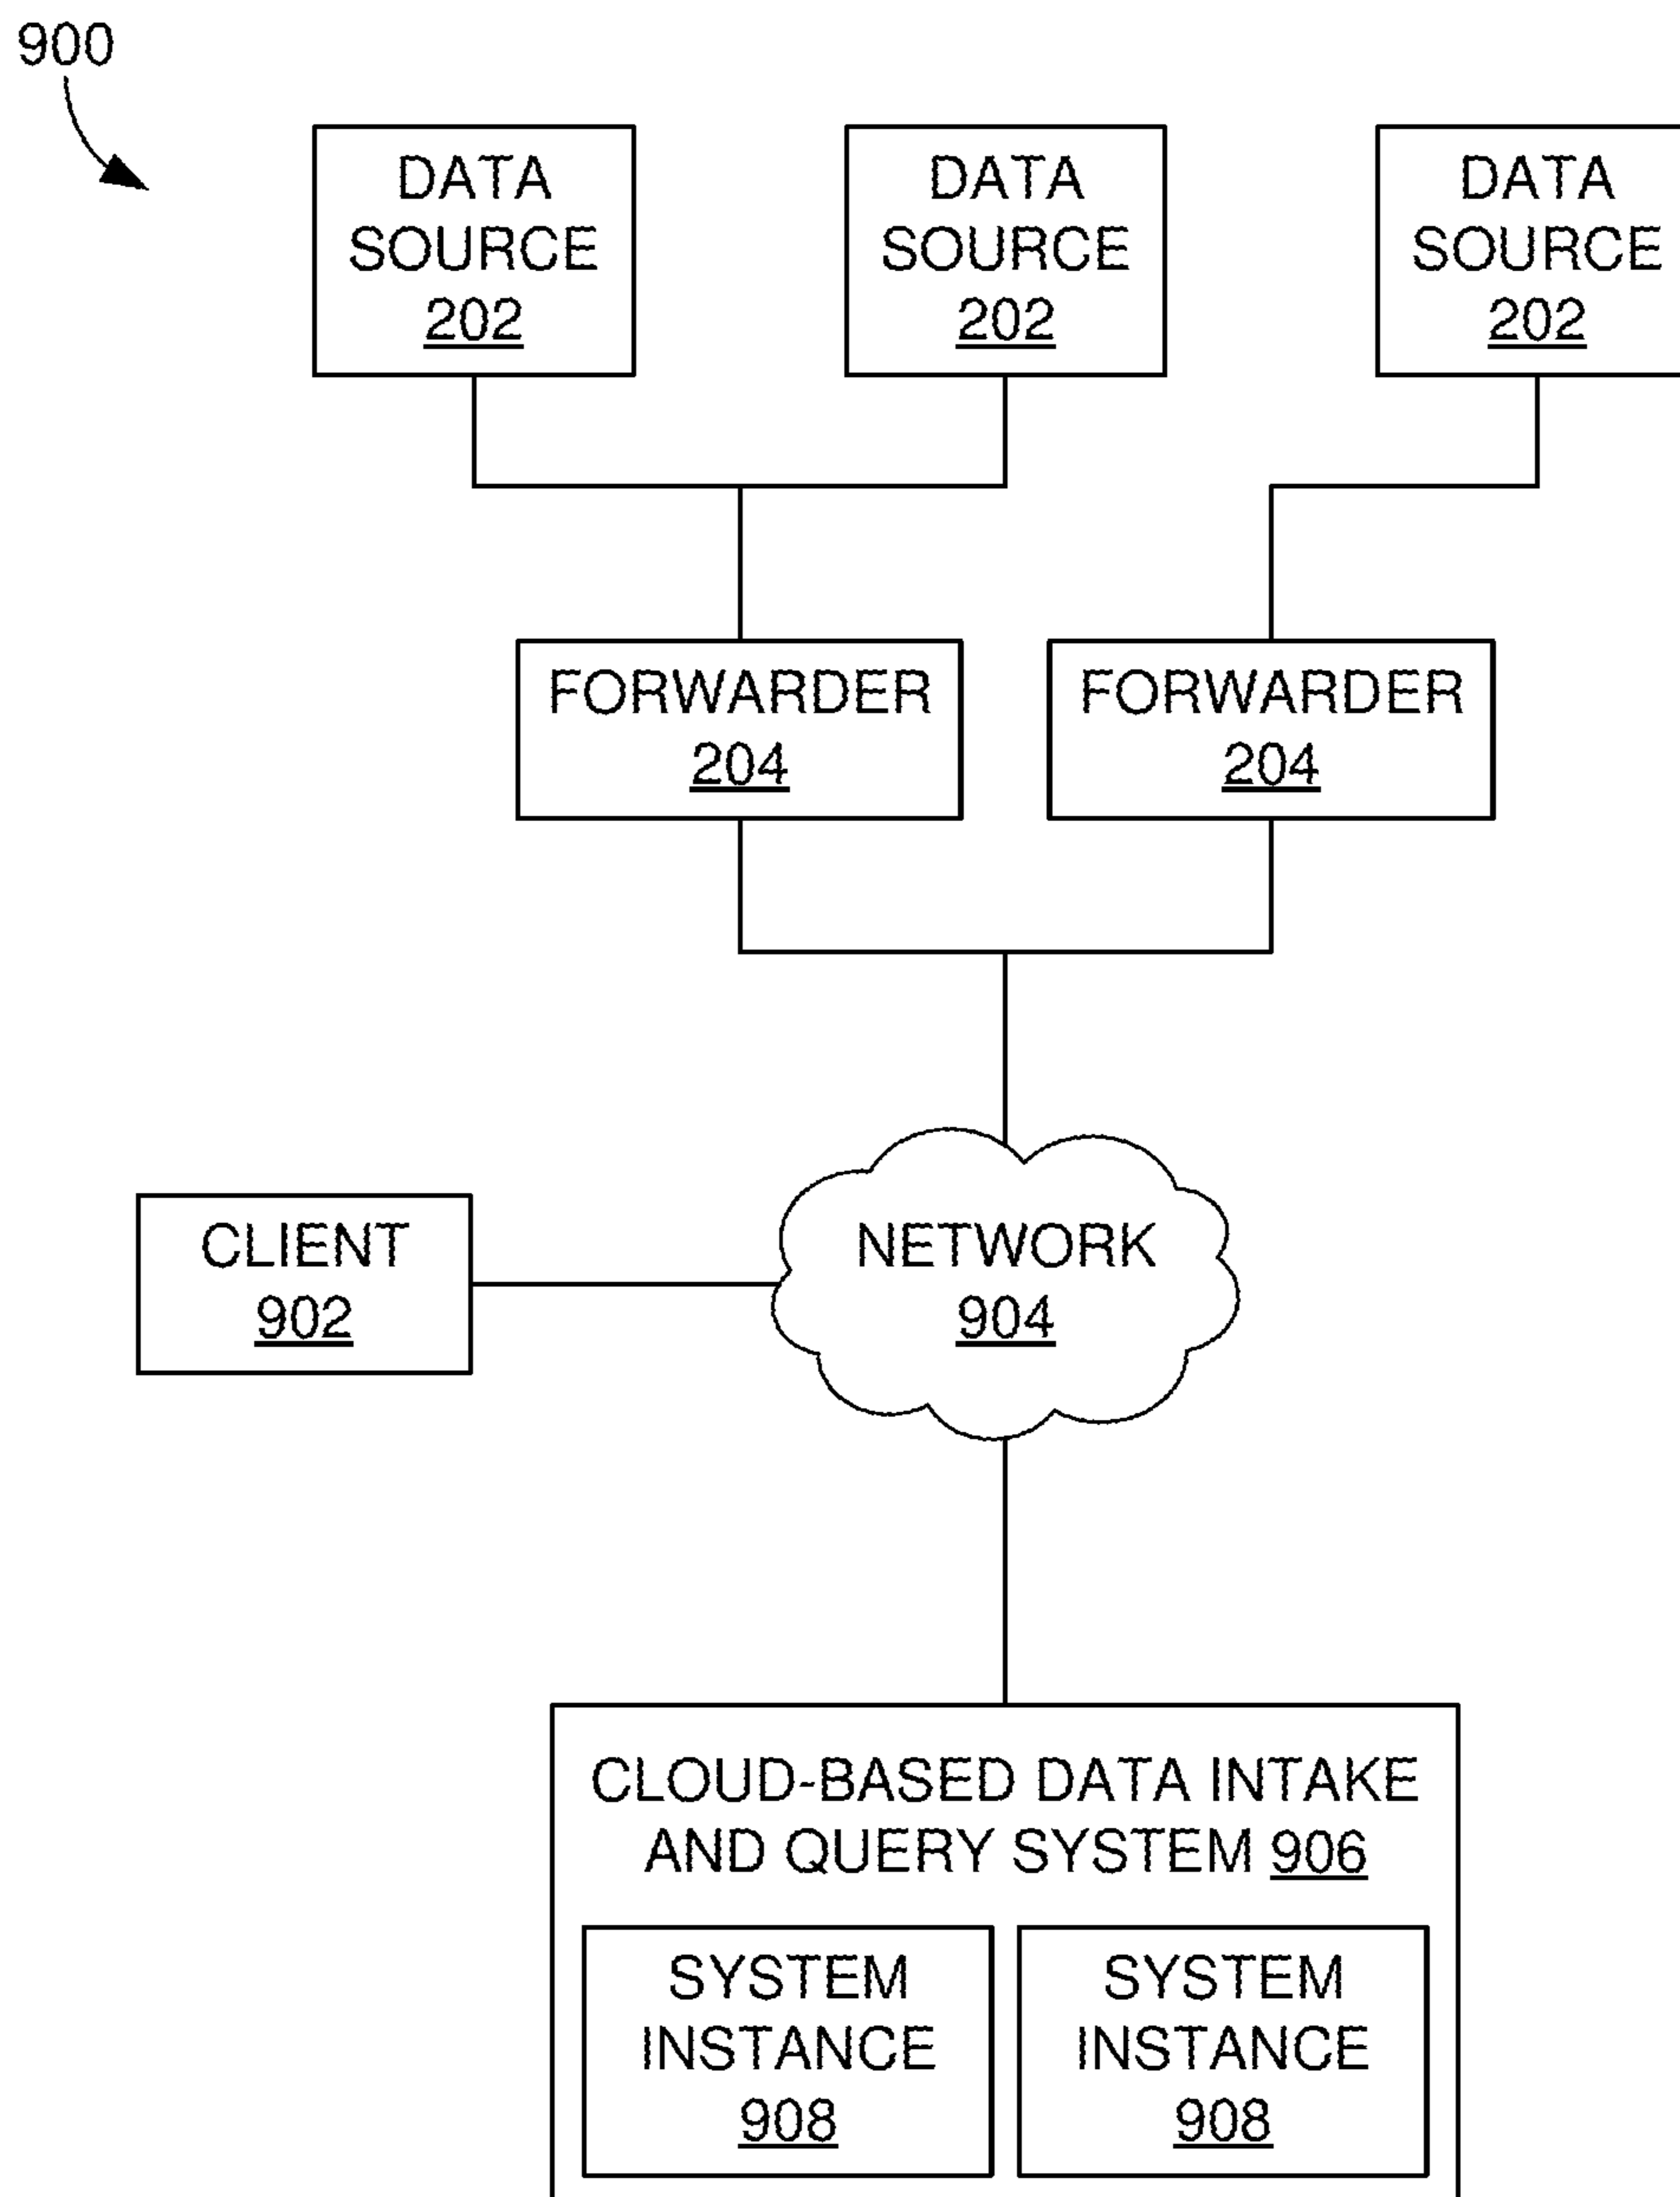 900
DATA
SOURCE
202
DATA
SOURCE
202
DATA
SOURCE
202
FORWARDER
204
FORWARDER
204
CLIENT
902
NETWORK
904
CLOUD-BASED DATA INTAKE
AND QUERY SYSTEM 906
SYSTEM
INSTANCE
908
SYSTEM
INSTANCE
908